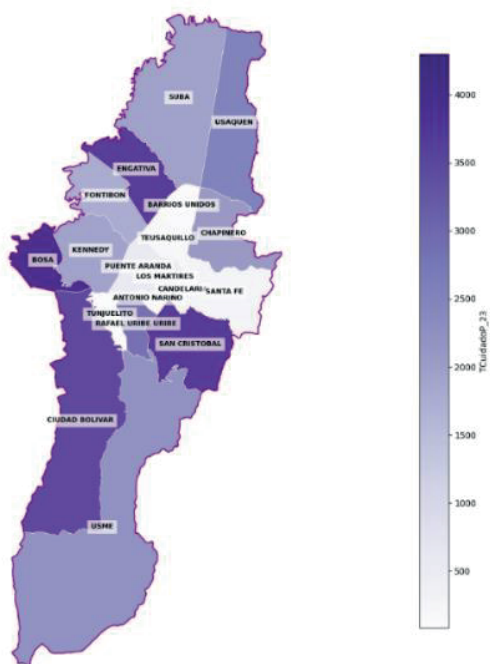 SUBA
USAQUEN
ENGATIVA
FONTIBON
BARRIOS UNIDOS
TEUSAQUILLO
CHAPINERO
KENNEDY
BOSA
PUENTE ARANDA
LOS MARTIRES
CANDELARI
SANTA FE
ANTONIO NARIÑO
TUNJUELITO
RAFAEL URIBE URIBE
SAN CRISTOBAL
CIUDAD BOLIVAR
USME
4000
3500
3000
2500
2000
1500
1000
500
TCuidadoP_23